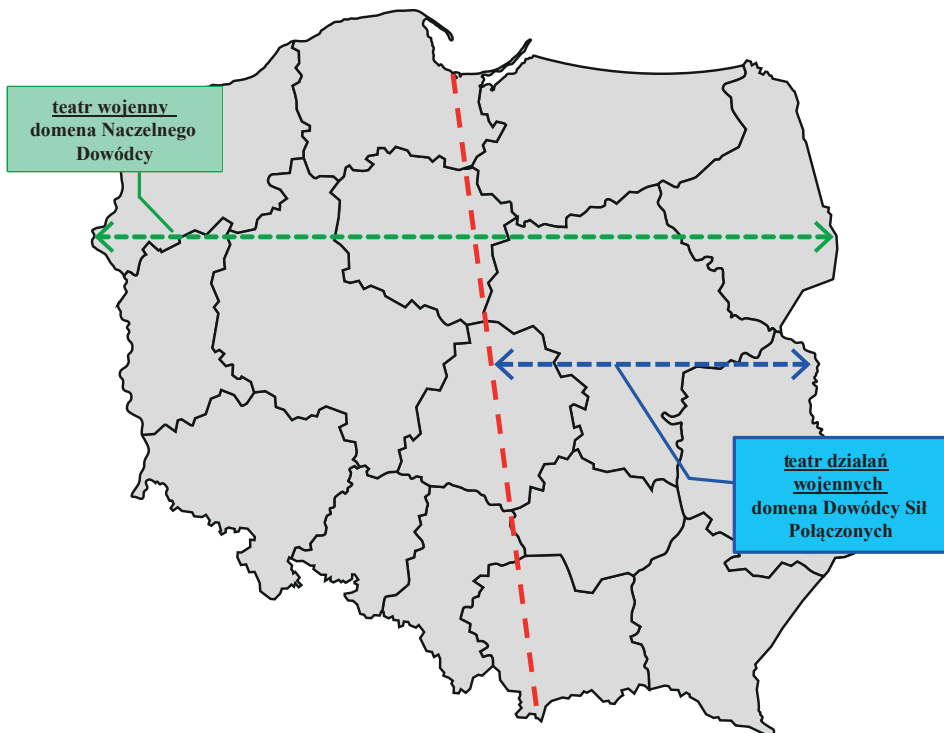 teatr wojenny
domena Naczelnego
Dowódcy
teatr działań
wojennych
domena Dowódcy Sił
Połączonych